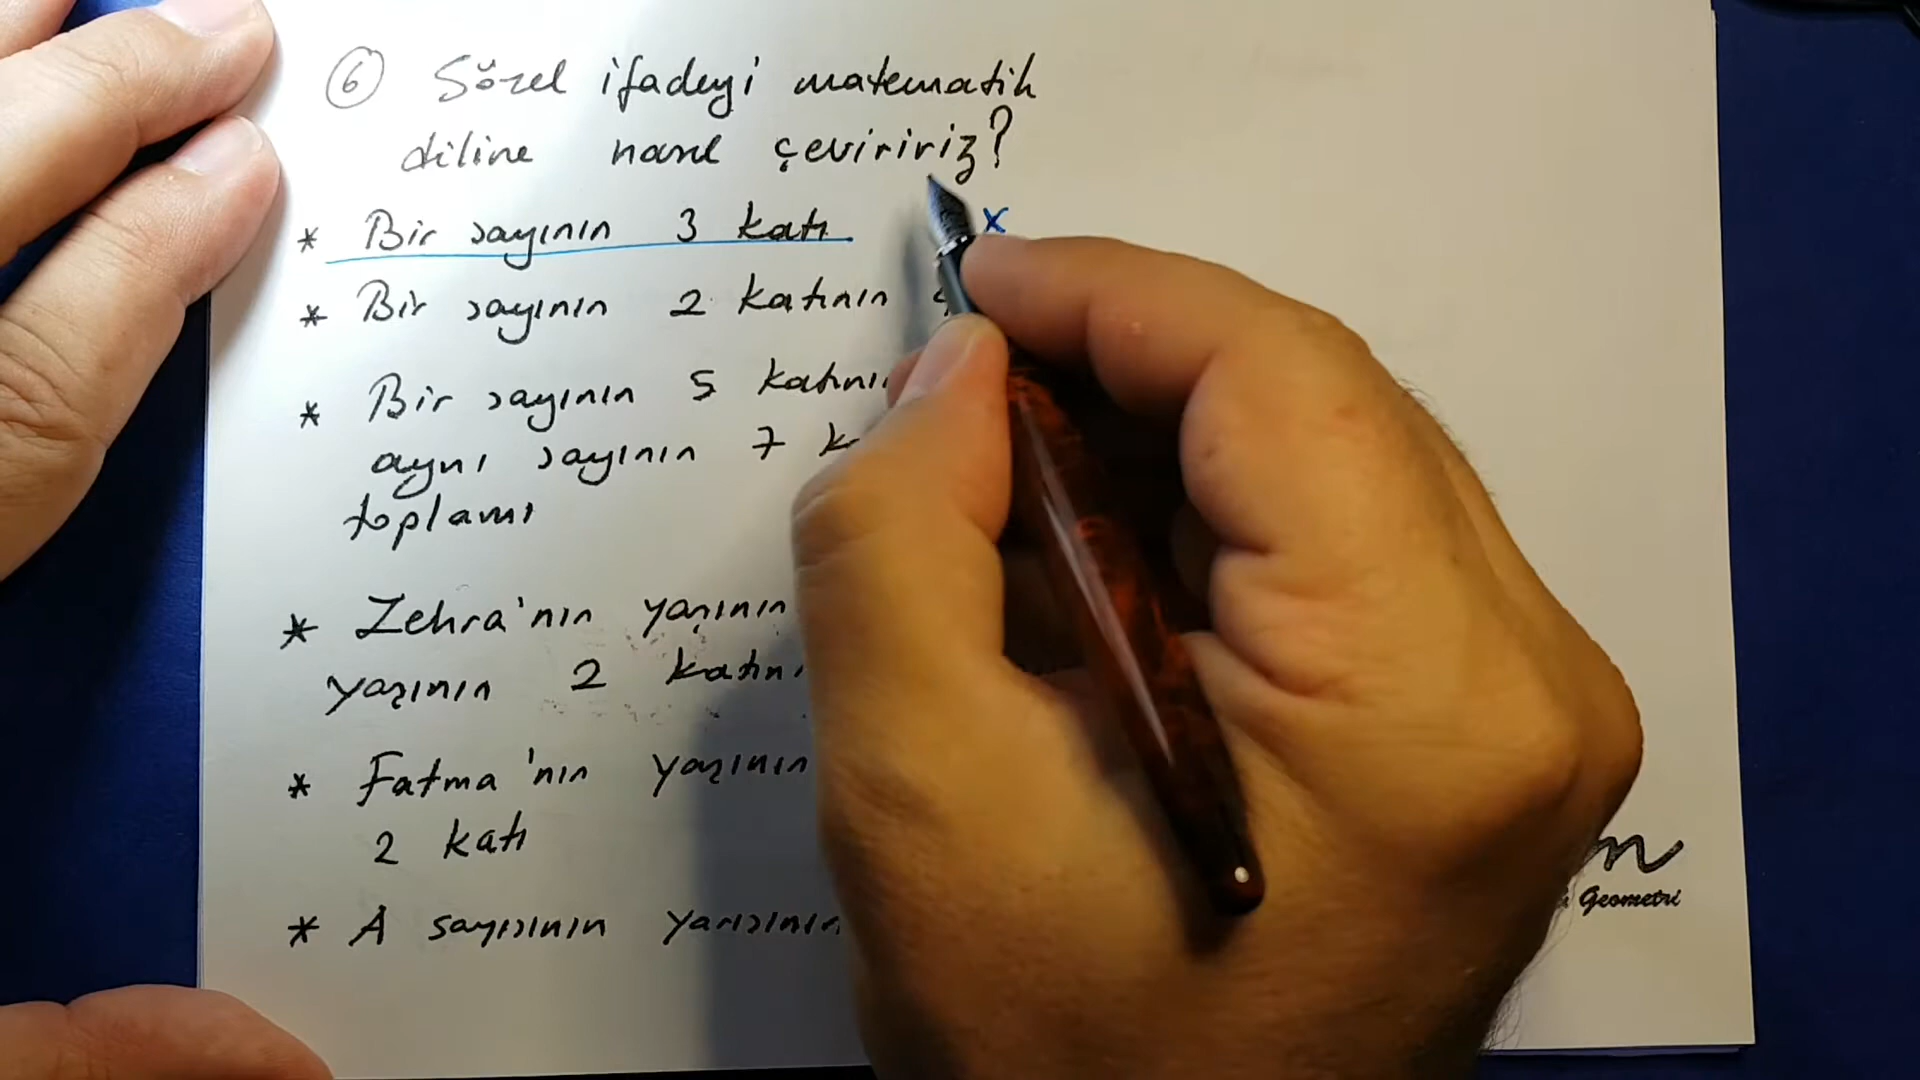 6 Sözel ifadeyi matematik
diline nasıl çeviririz?
* Bir sayının 3 katı x
* Bir sayının 2 katının
* Bir sayının 5 katının
aynı sayının 7
toplamı
* Zehra'nın yaşının
yaşının 2
* Fatma'nın yaşının
2 katı
* A sayısının yarısının
Geometri